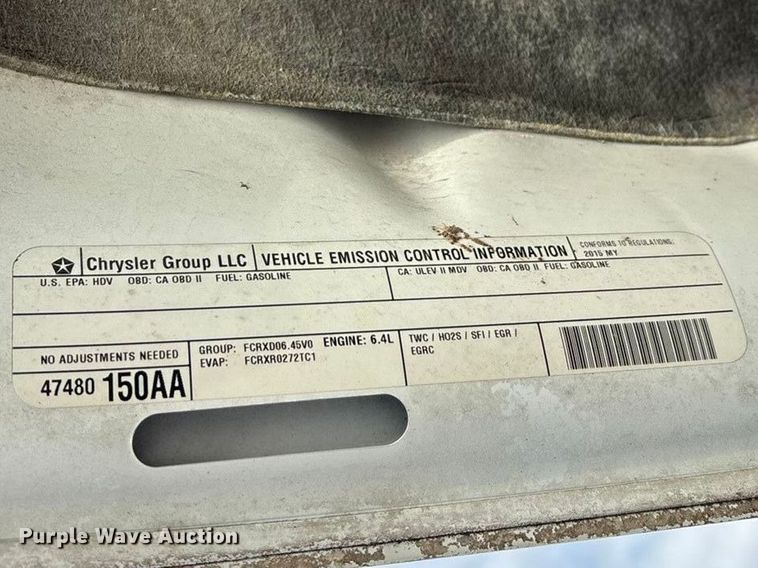 Chrysler Group LLC VEHICLE EMISSION CONTROL INFORMATION CONFORMS TO REGULATIONS:
2015 MY
U.S. EPA: HDV OBD: CA OBD II FUEL: GASOLINE CA: ULEV II MDV OBD: CA OBD II FUEL: GASOLINE
NO ADJUSTMENTS NEEDED
47480 150AA
GROUP: FCRXD06.45V0 ENGINE: 6.4L
EVAP: FCRXR0272TC1
TWC / HO2S / SFI / EGR /
EGRC
Purple Wave Auction